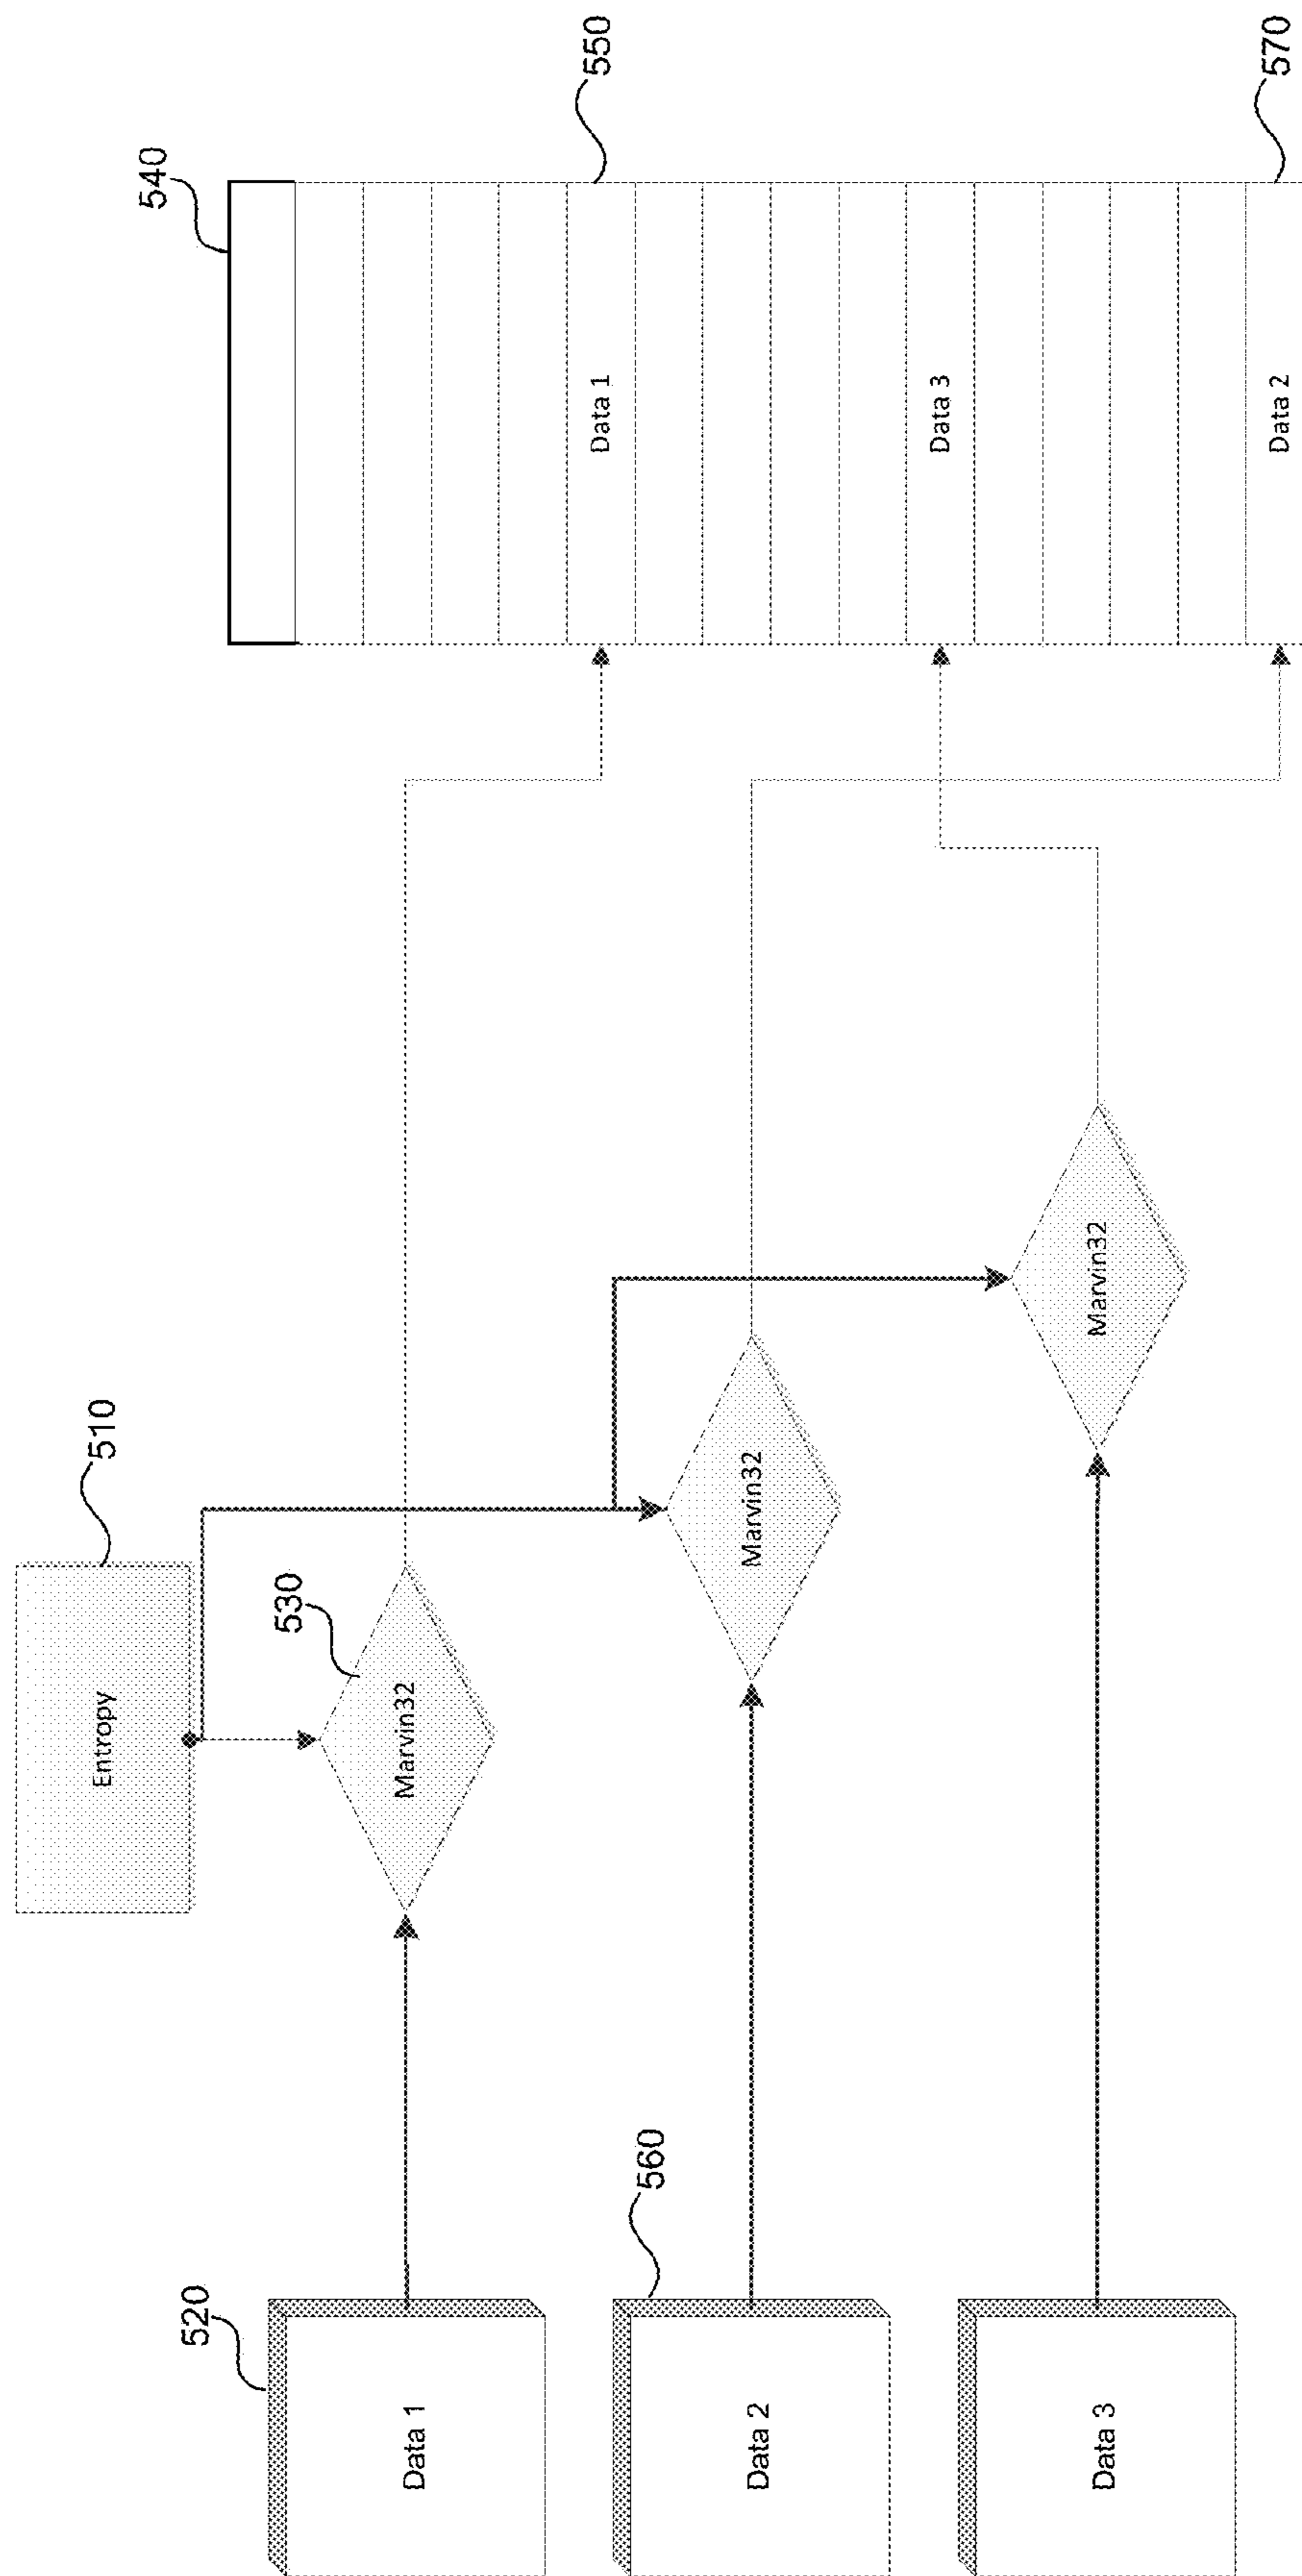 540
550
570
Data 1
Data 3
Data 2
510
Entropy
530
Marvin32
Marvin32
Marvin32
520
560
Data 1
Data 2
Data 3